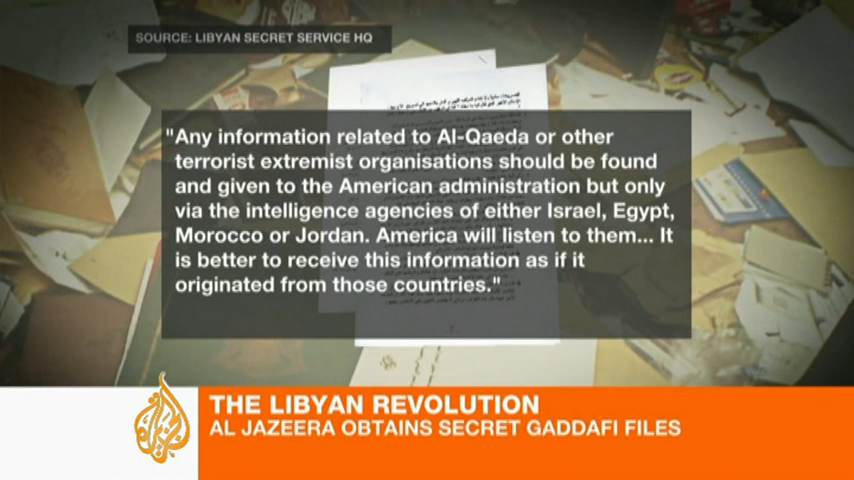 SOURCE: LIBYAN SECRET SERVICE HQ
"Any information related to Al-Qaeda or other
terrorist extremist organisations should be found
and given to the American administration but only
via the intelligence agencies of either Israel, Egypt,
Morocco or Jordan. America will listen to them... It
is better to receive this information as if it
originated from those countries."
THE LIBYAN REVOLUTION
AL JAZEERA OBTAINS SECRET GADDAFI FILES